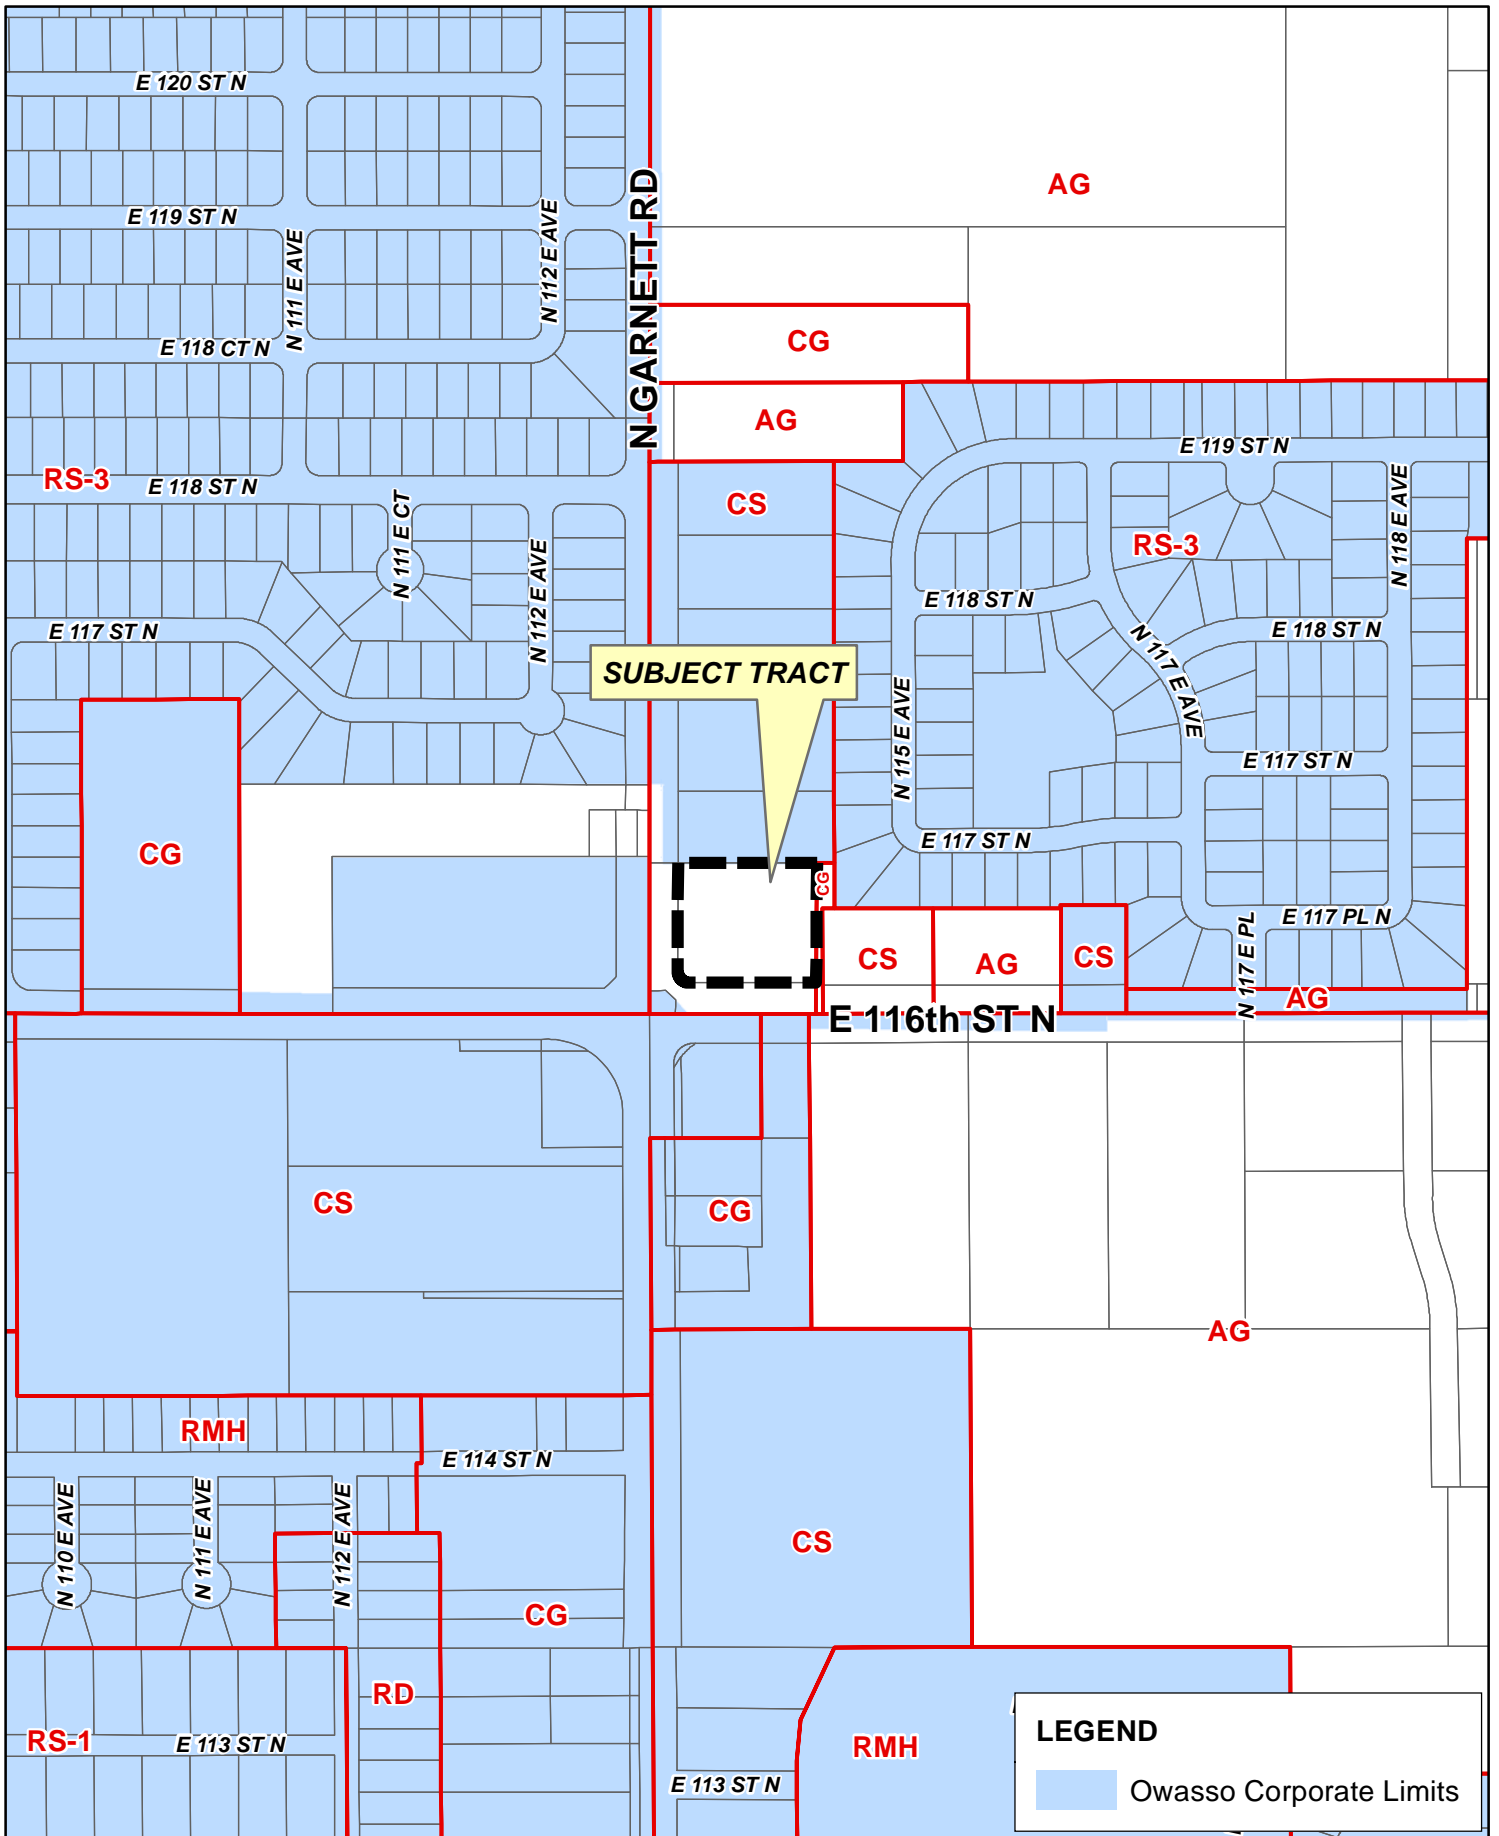 E 120 ST N
AG
E 119 ST N
N 111 E AVE
N 112 E AVE
N GARNETT RD
CG
E 118 CT N
AG
E 119 ST N
RS-3
E 118 ST N
CS
N 111 E CT
RS-3
N 118 E AVE
N 112 E AVE
E 118 ST N
E 117 ST N
E 118 ST N
N 117 E AVE
SUBJECT TRACT
N 115 E AVE
E 117 ST N
E 117 ST N
CG
CG
E 117 PL N
CS
AG
CS
N 117 E PL
AG
E 116th ST N
CS
CG
AG
RMH
E 114 ST N
N 110 E AVE
N 111 E AVE
N 112 E AVE
CS
CG
RD
RS-1
E 113 ST N
RMH
E 113 ST N
LEGEND
Owasso Corporate Limits